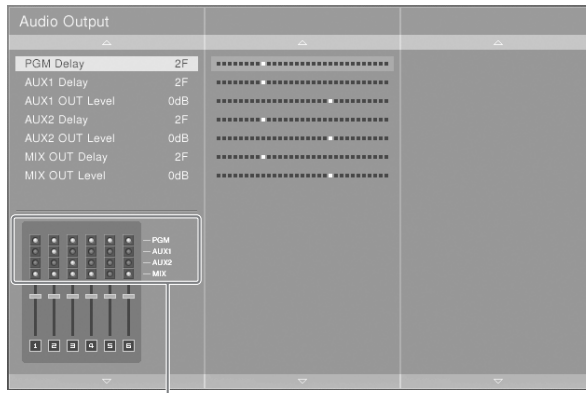 Audio Output
PGM Delay 2F
AUX1 Delay 2F
AUX1 OUT Level 0dB
AUX2 Delay 2F
AUX2 OUT Level 0dB
MIX OUT Delay 2F
MIX OUT Level 0dB
PGM
AUX1
AUX2
MIX
1 2 3 4 5 6